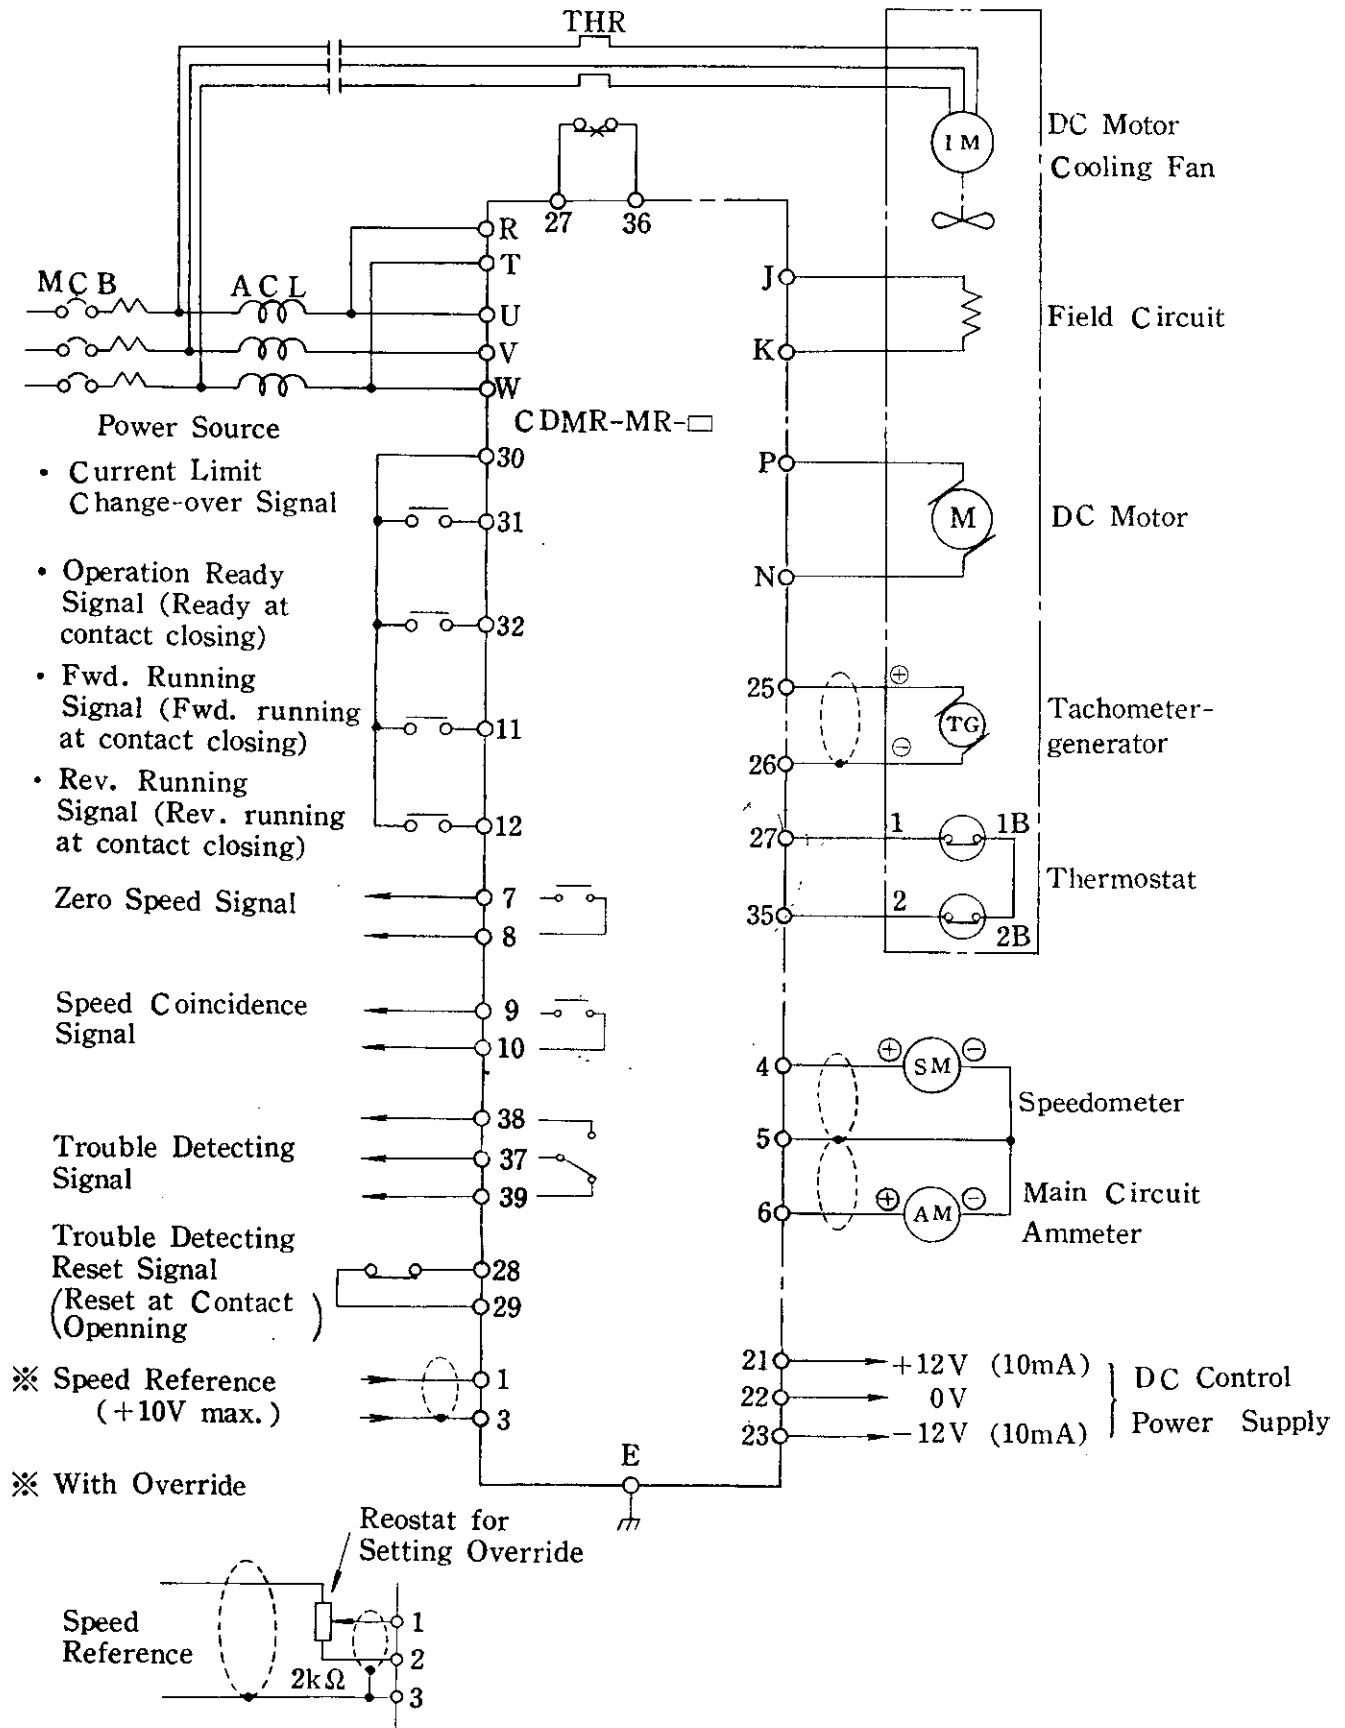 THR
I M
DC Motor
Cooling Fan
27 36
R
T
M C B A C L
U
V
W
J
K
Field Circuit
Power Source
CDMR-MR-□
• Current Limit
Change-over Signal
30
31
P
M
DC Motor
N
• Operation Ready
Signal (Ready at
contact closing)
32
• Fwd. Running
Signal (Fwd. running
at contact closing)
11
25
⊕
TG
⊖
26
Tachometer-
generator
• Rev. Running
Signal (Rev. running
at contact closing)
12
27
1 1B
Thermostat
35
2
2B
Zero Speed Signal
7
8
Speed Coincidence
Signal
9
10
4
⊕ SM ⊖
Speedometer
5
6
⊕ AM ⊖
Main Circuit
Ammeter
Trouble Detecting
Signal
38
37
39
Trouble Detecting
Reset Signal
(Reset at Contact
Openning)
28
29
※ Speed Reference
(+10V max.)
1
3
21 +12V (10mA)
22 0V
23 -12V (10mA)
DC Control
Power Supply
E
※ With Override
Reostat for
Setting Override
Speed
Reference
2kΩ
1
2
3